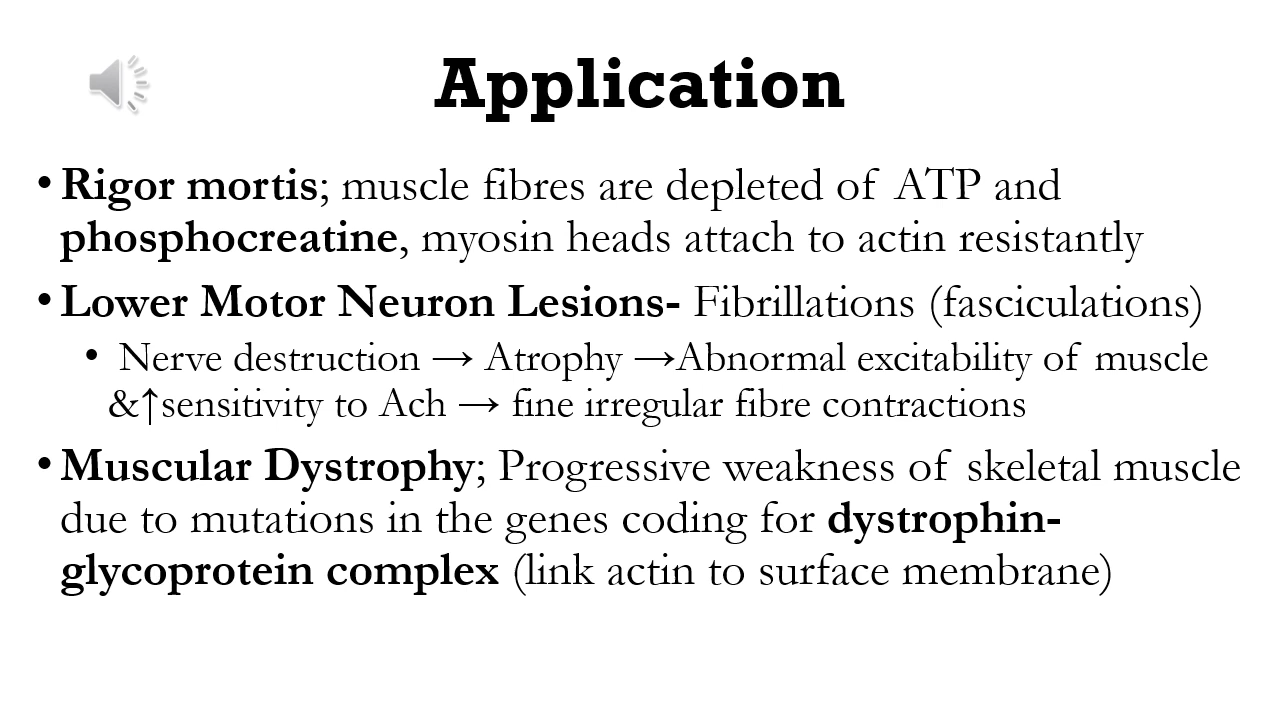 Application
• Rigor mortis; muscle fibres are depleted of ATP and
phosphocreatine, myosin heads attach to actin resistantly
• Lower Motor Neuron Lesions- Fibrillations (fasciculations)
• Nerve destruction → Atrophy →Abnormal excitability of muscle
&↑sensitivity to Ach → fine irregular fibre contractions
• Muscular Dystrophy; Progressive weakness of skeletal muscle
due to mutations in the genes coding for dystrophin-
glycoprotein complex (link actin to surface membrane)